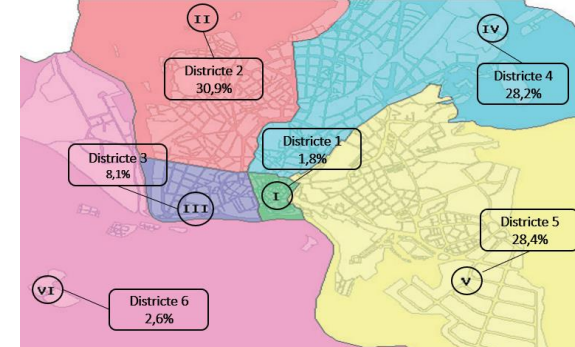 II
IV
Districte 2
30,9%
Districte 4
28,2%
Districte 1
1,8%
Districte 3
8,1%
I
III
Districte 5
28,4%
V
VI
Districte 6
2,6%